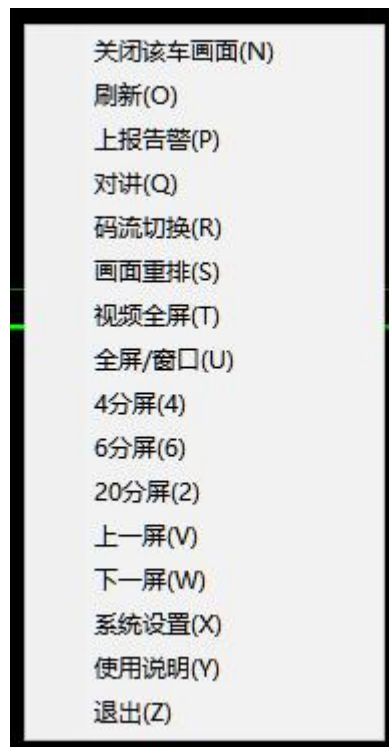 关闭该车画面(N)
刷新(O)
上报告警(P)
对讲(Q)
码流切换(R)
画面重排(S)
视频全屏(T)
全屏/窗口(U)
4分屏(4)
6分屏(6)
20分屏(2)
上一屏(V)
下一屏(W)
系统设置(X)
使用说明(Y)
退出(Z)